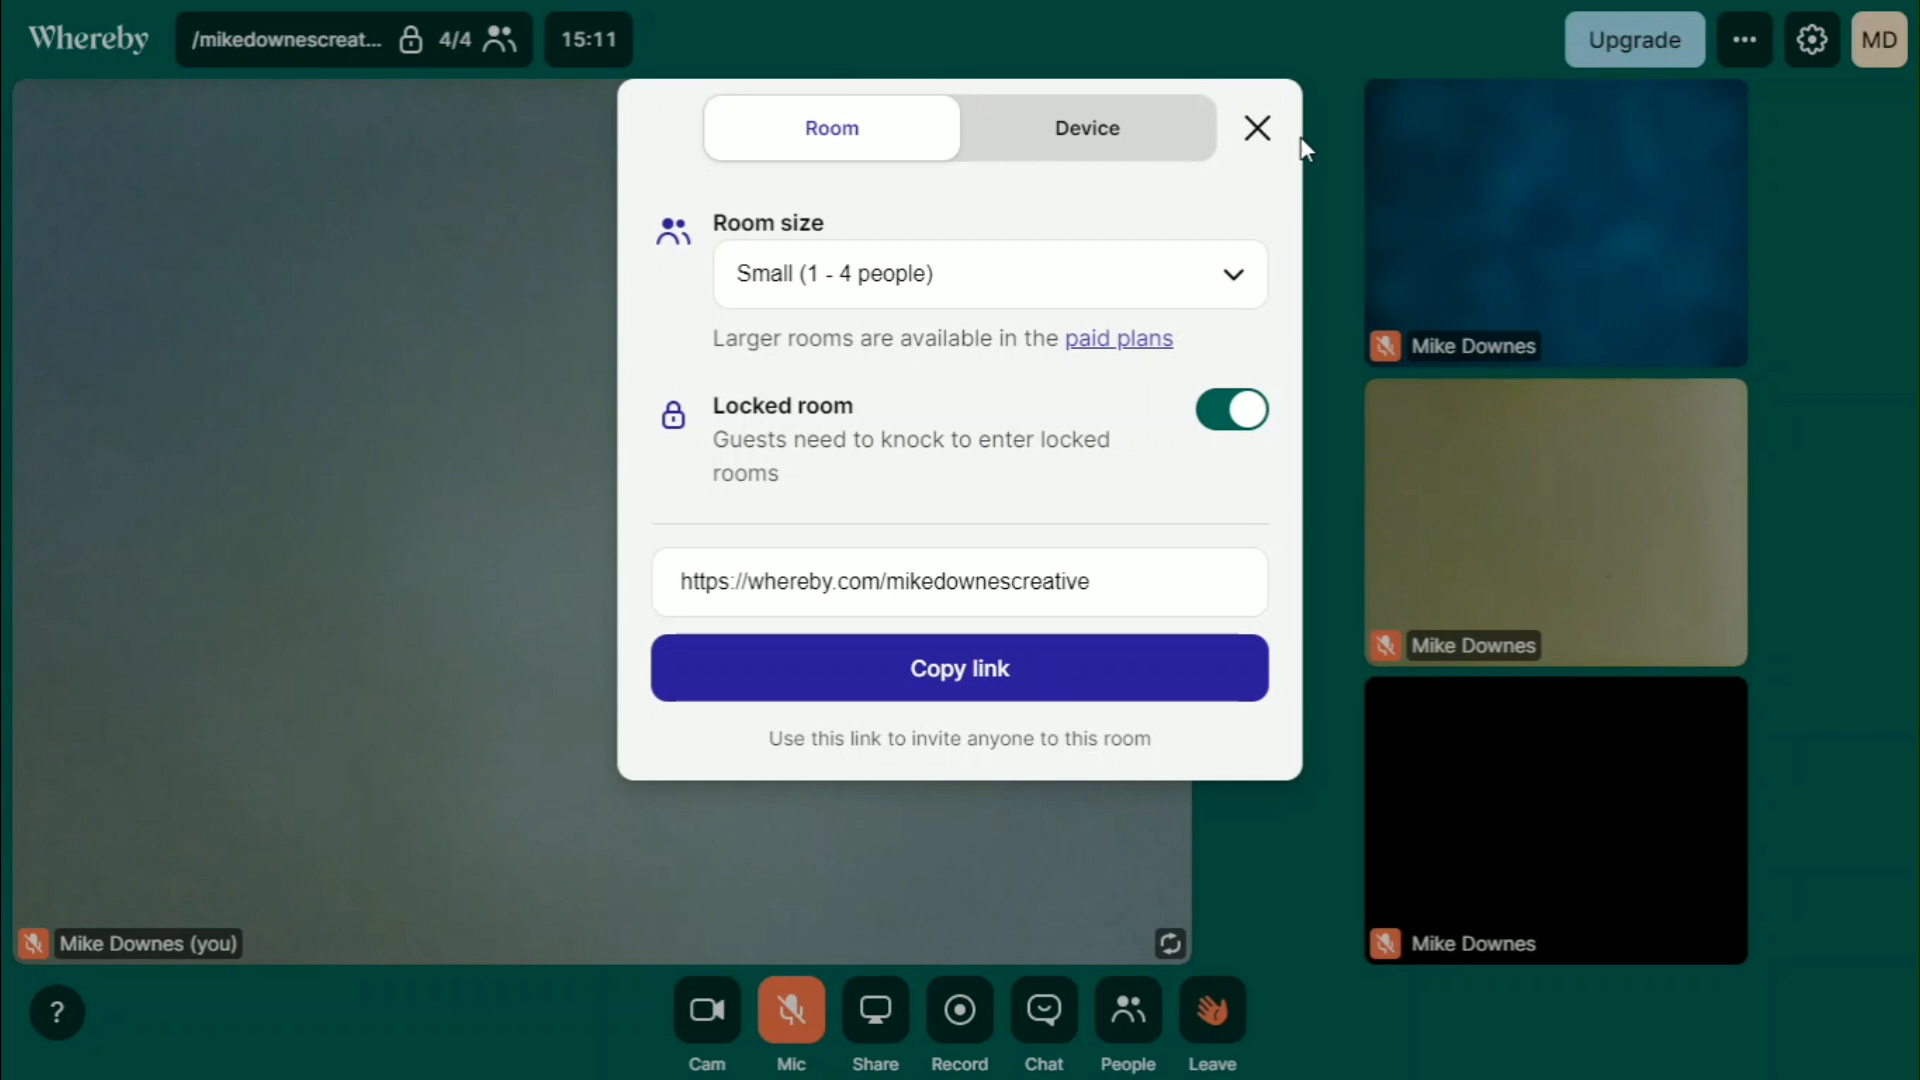 Whereby
/mikedownescreat...
4/4
15:11
Upgrade
MD
Room
Device
Room size
Small (1 - 4 people)
Larger rooms are available in the paid plans
Locked room
Guests need to knock to enter locked
rooms
https://whereby.com/mikedownescreative
Copy link
Use this link to invite anyone to this room
Mike Downes
Mike Downes
Mike Downes (you)
Mike Downes
?
Cam
Mic
Share
Record
Chat
People
Leave